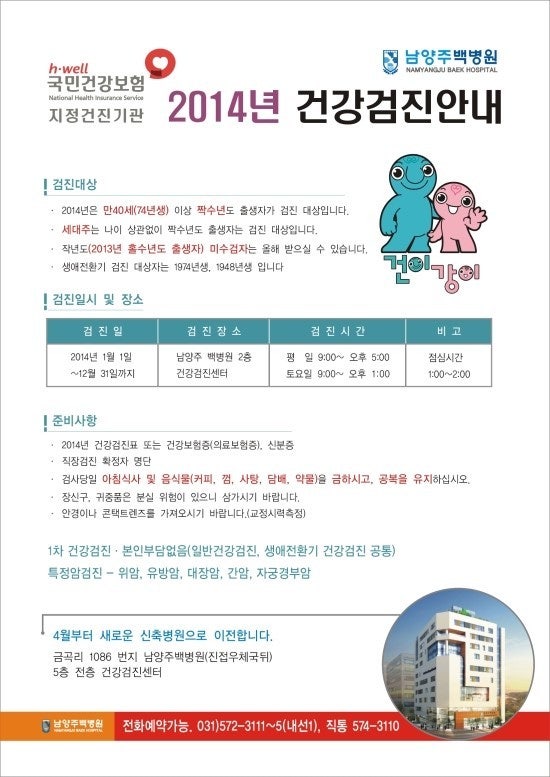 h·well
국민건강보험
National Health Insurance Service
지정건진기관
남양주백병원
NAMYANGJU BAEK HOSPITAL
2014년 건강검진안내
검진대상
· 2014년은 만40세(74년생) 이상 짝수년도 출생자가 검진 대상입니다.
· 세대주는 나이 상관없이 짝수년도 출생자는 검진 대상입니다.
· 작년도(2013년 홀수년도 출생자) 미수검자는 올해 받으실 수 있습니다.
· 생애전환기 검진 대상자는 1974년생, 1948년생 입니다
건이강이
검진일시 및 장소
검 진 일 검 진 장 소 검 진 시 간 비 고
2014년 1월 1일 남양주 백병원 2층 평 일 9:00~ 오후 5:00 점심시간
~12월 31일까지 건강검진센터 토요일 9:00~ 오후 1:00 1:00~2:00
준비사항
· 2014년 건강검진표 또는 건강보험증(의료보험증), 신분증
· 직장검진 확정자 명단
· 검사당일 아침식사 및 음식물(커피, 껌, 사탕, 담배, 약물)을 금하시고, 공복을 유지하십시오.
· 장신구, 귀중품은 분실 위험이 있으니 삼가시기 바랍니다.
· 안경이나 콘택트렌즈를 가져오시기 바랍니다.(교정시력측정)
1차 건강검진 · 본인부담없음(일반건강검진, 생애전환기 건강검진 공통)
특정암검진 - 위암, 유방암, 대장암, 간암, 자궁경부암
4월부터 새로운 신축병원으로 이전합니다.
금곡리 1086 번지 남양주백병원(진접우체국뒤)
5층 전층 건강검진센터
남양주백병원
NAMYANGJU BAEK HOSPITAL
전화예약가능, 031)572-3111~5(내선1), 직통 574-3110